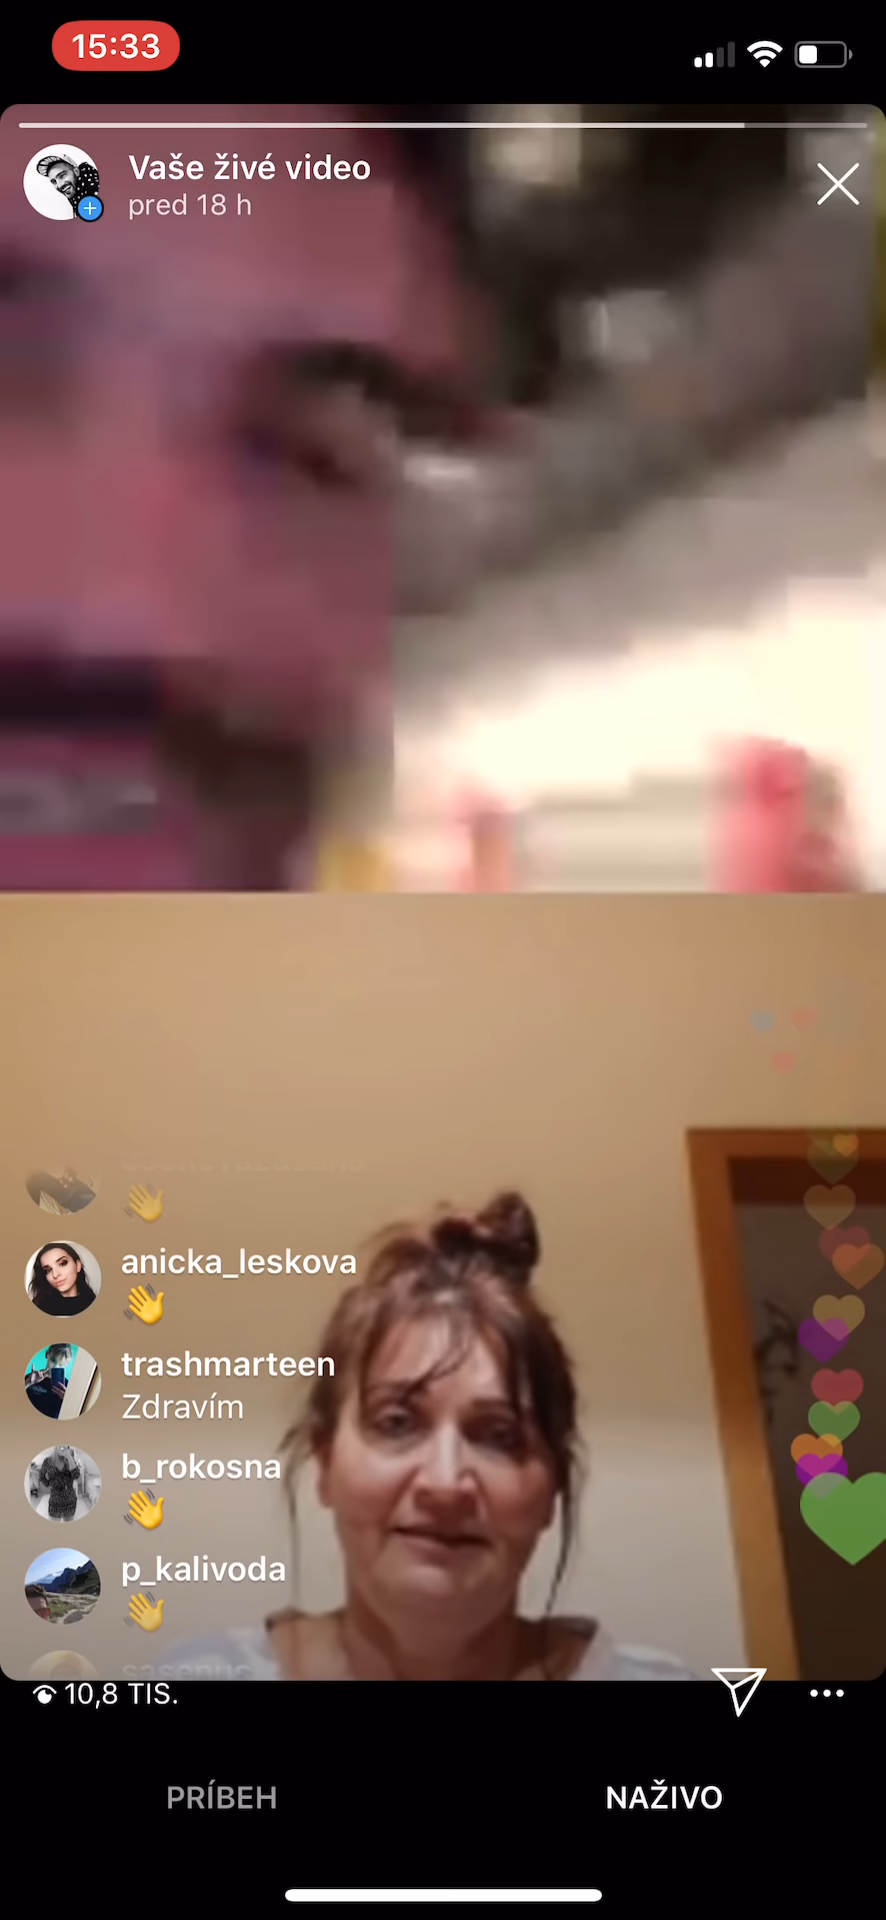 15:33
Vaše živé video
pred 18 h
👋
anicka_leskova
👋
trashmarteen
Zdravím
b_rokosna
👋
p_kalivoda
👋
10,8 TIS.
PRÍBEH
NAŽIVO